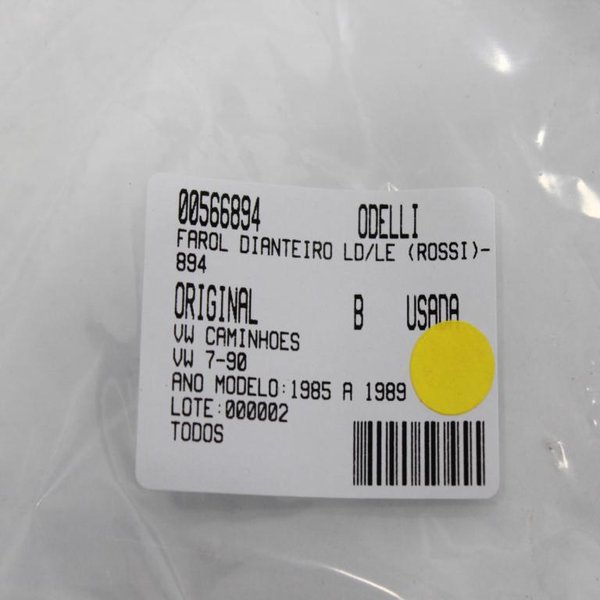 00566894 ODELLI
FAROL DIANTEIRO LD/LE (ROSSI)-
894
ORIGINAL B USADA
VW CAMINHOES
VW 7-90
ANO MODELO:1985 A 1989
LOTE:000002
TODOS